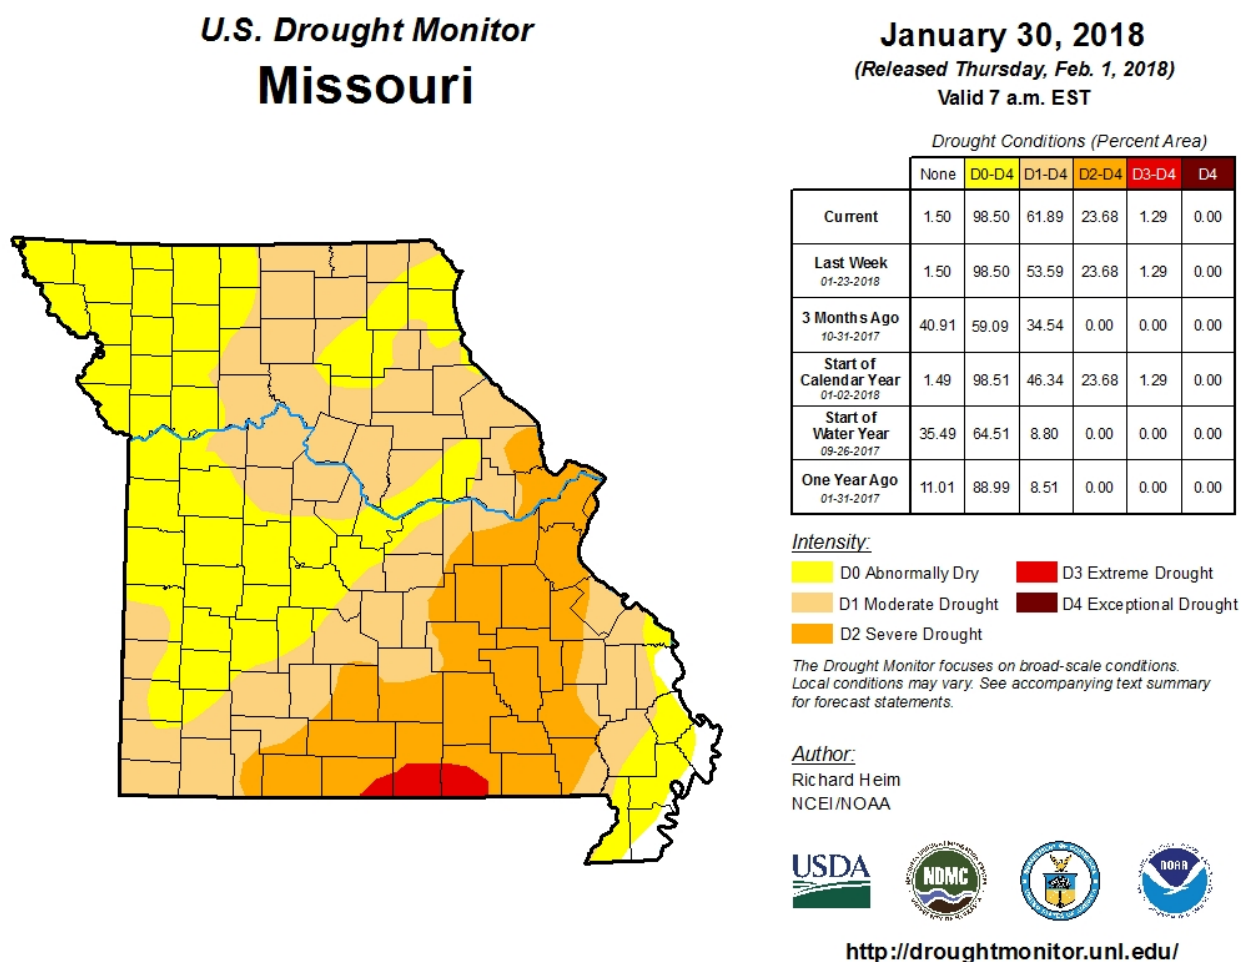 U.S. Drought Monitor
Missouri
January 30, 2018
(Released Thursday, Feb. 1, 2018)
Valid 7 a.m. EST
Drought Conditions (Percent Area)
None D0-D4 D1-D4 D2-D4 D3-D4 D4
Current 1.50 98.50 61.89 23.68 1.29 0.00
Last Week
01-23-2018 1.50 98.50 53.59 23.68 1.29 0.00
3 Months Ago
10-31-2017 40.91 59.09 34.54 0.00 0.00 0.00
Start of
Calendar Year
01-02-2018 1.49 98.51 46.34 23.68 1.29 0.00
Start of
Water Year
09-26-2017 35.49 64.51 8.80 0.00 0.00 0.00
One Year Ago
01-31-2017 11.01 88.99 8.51 0.00 0.00 0.00
Intensity:
D0 Abnormally Dry
D1 Moderate Drought
D2 Severe Drought
D3 Extreme Drought
D4 Exceptional Drought
The Drought Monitor focuses on broad-scale conditions.
Local conditions may vary. See accompanying text summary
for forecast statements.
Author:
Richard Heim
NCEI/NOAA
USDA
NDMC
NOAA
http://droughtmonitor.unl.edu/